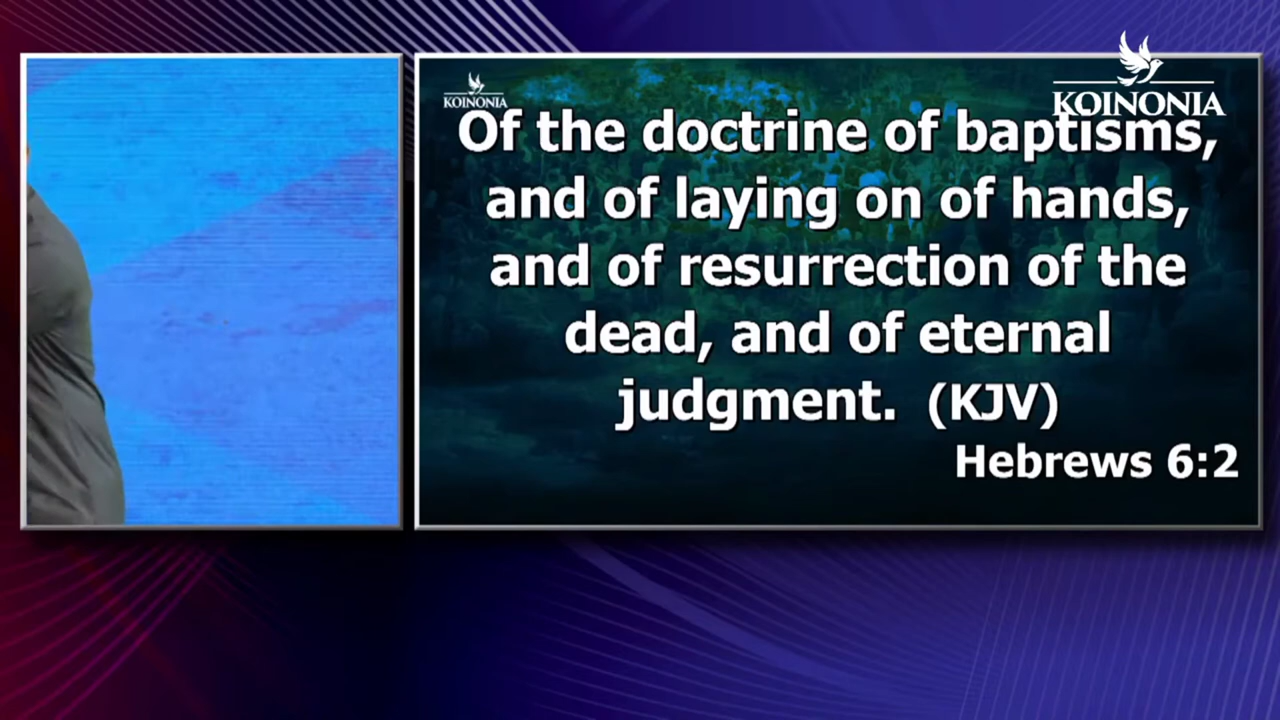 KOINONIA
KOINONIA
Of the doctrine of baptisms,
and of laying on of hands,
and of resurrection of the
dead, and of eternal
judgment. (KJV)
Hebrews 6:2